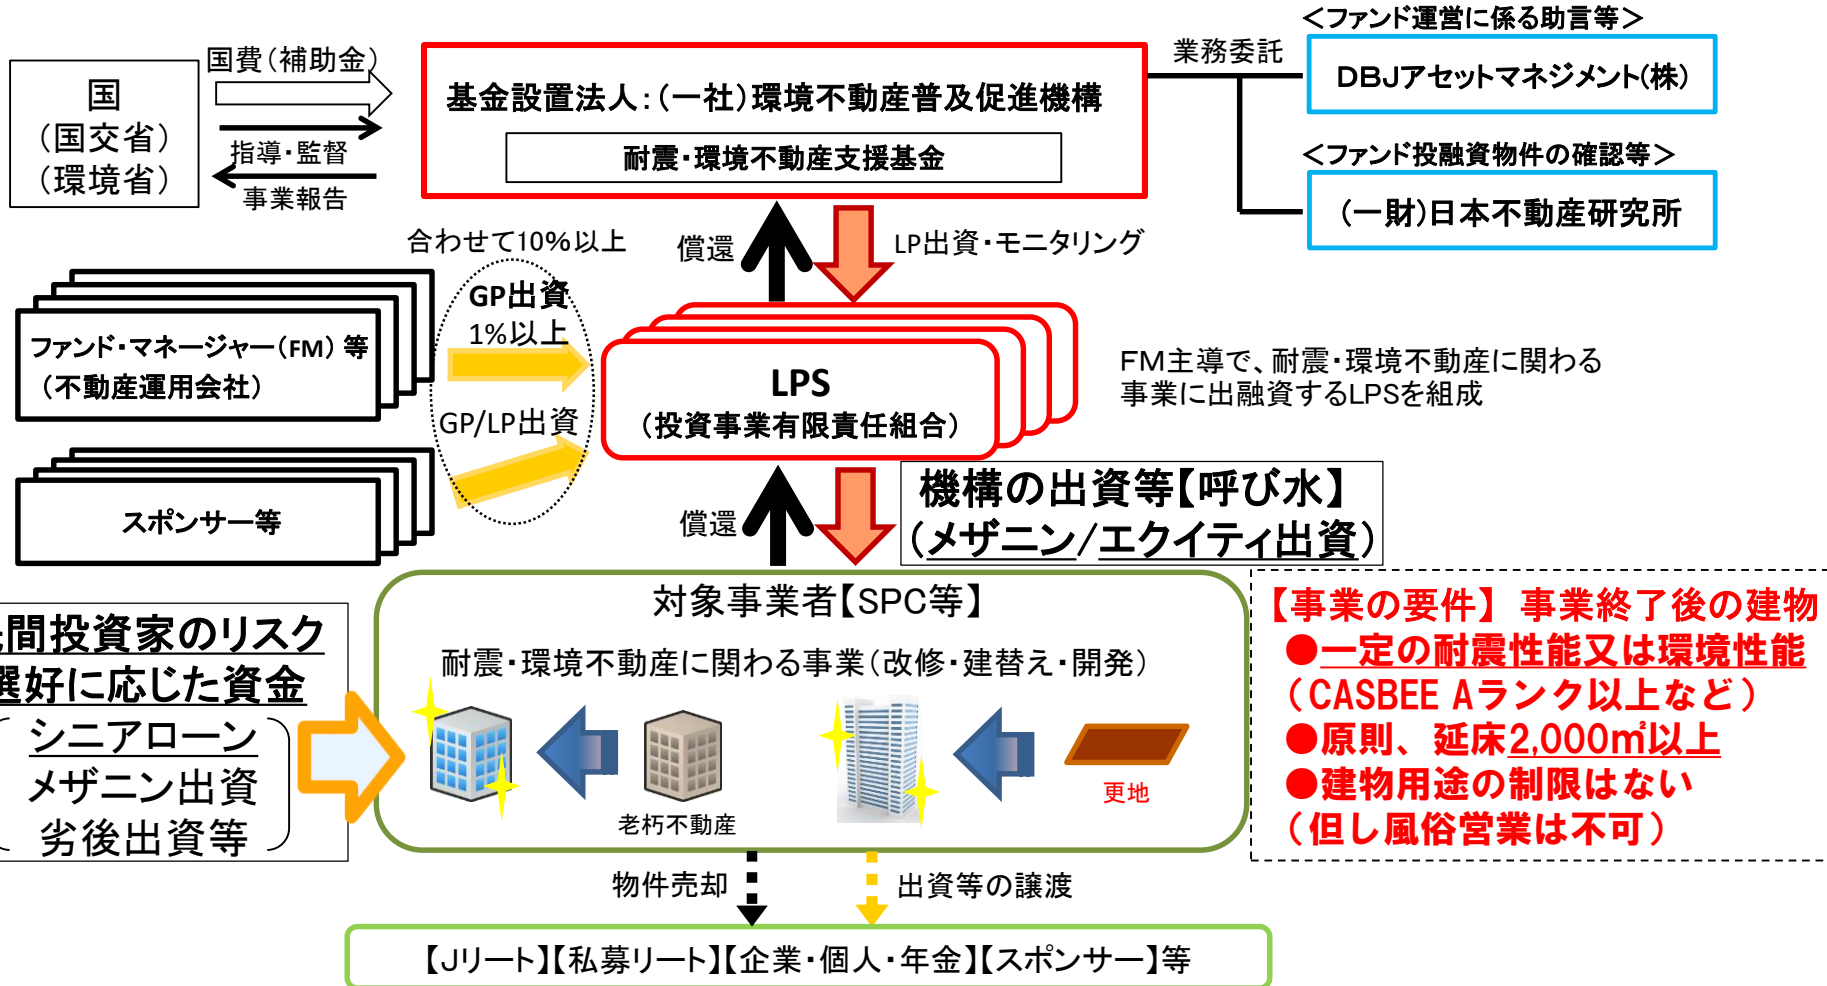 国
（国交省）
（環境省）
国費（補助金）
指導・監督
事業報告
基金設置法人：（一社）環境不動産普及促進機構
耐震・環境不動産支援基金
業務委託
＜ファンド運営に係る助言等＞
DBJアセットマネジメント(株)
＜ファンド投融資物件の確認等＞
(一財)日本不動産研究所
合わせて10%以上
償還
LP出資・モニタリング
ファンド・マネージャー（FM）等
（不動産運用会社）
GP出資
1%以上
GP/LP出資
スポンサー等
LPS
（投資事業有限責任組合）
FM主導で、耐震・環境不動産に関わる
事業に出融資するLPSを組成
償還
機構の出資等【呼び水】
（メザニン/エクイティ出資）
間投資家のリスク
選好に応じた資金
シニアローン
メザニン出資
劣後出資等
対象事業者【SPC等】
耐震・環境不動産に関わる事業（改修・建替え・開発）
老朽不動産
更地
【事業の要件】 事業終了後の建物
●一定の耐震性能又は環境性能
（CASBEE Aランク以上など）
●原則、延床2,000㎡以上
●建物用途の制限はない
（但し風俗営業は不可）
物件売却
出資等の譲渡
【Jリート】【私募リート】【企業・個人・年金】【スポンサー】等